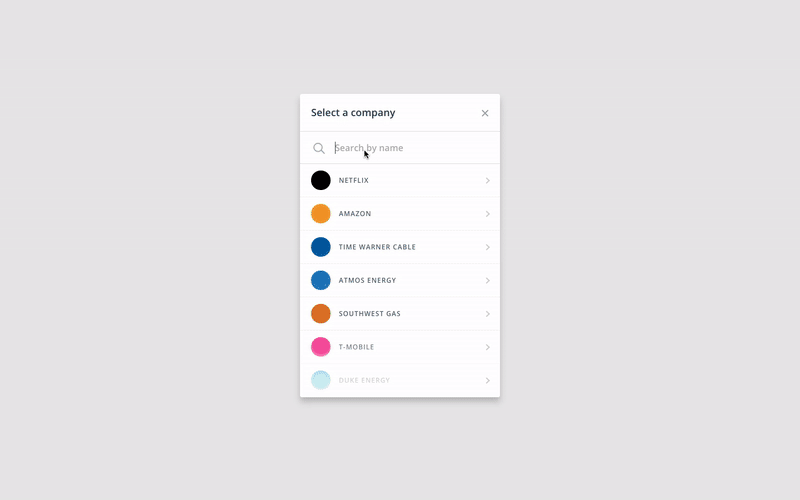 Select a company
Search by name
NETFLIX
AMAZON
TIME WARNER CABLE
ATMOS ENERGY
SOUTHWEST GAS
T-MOBILE
DUKE ENERGY